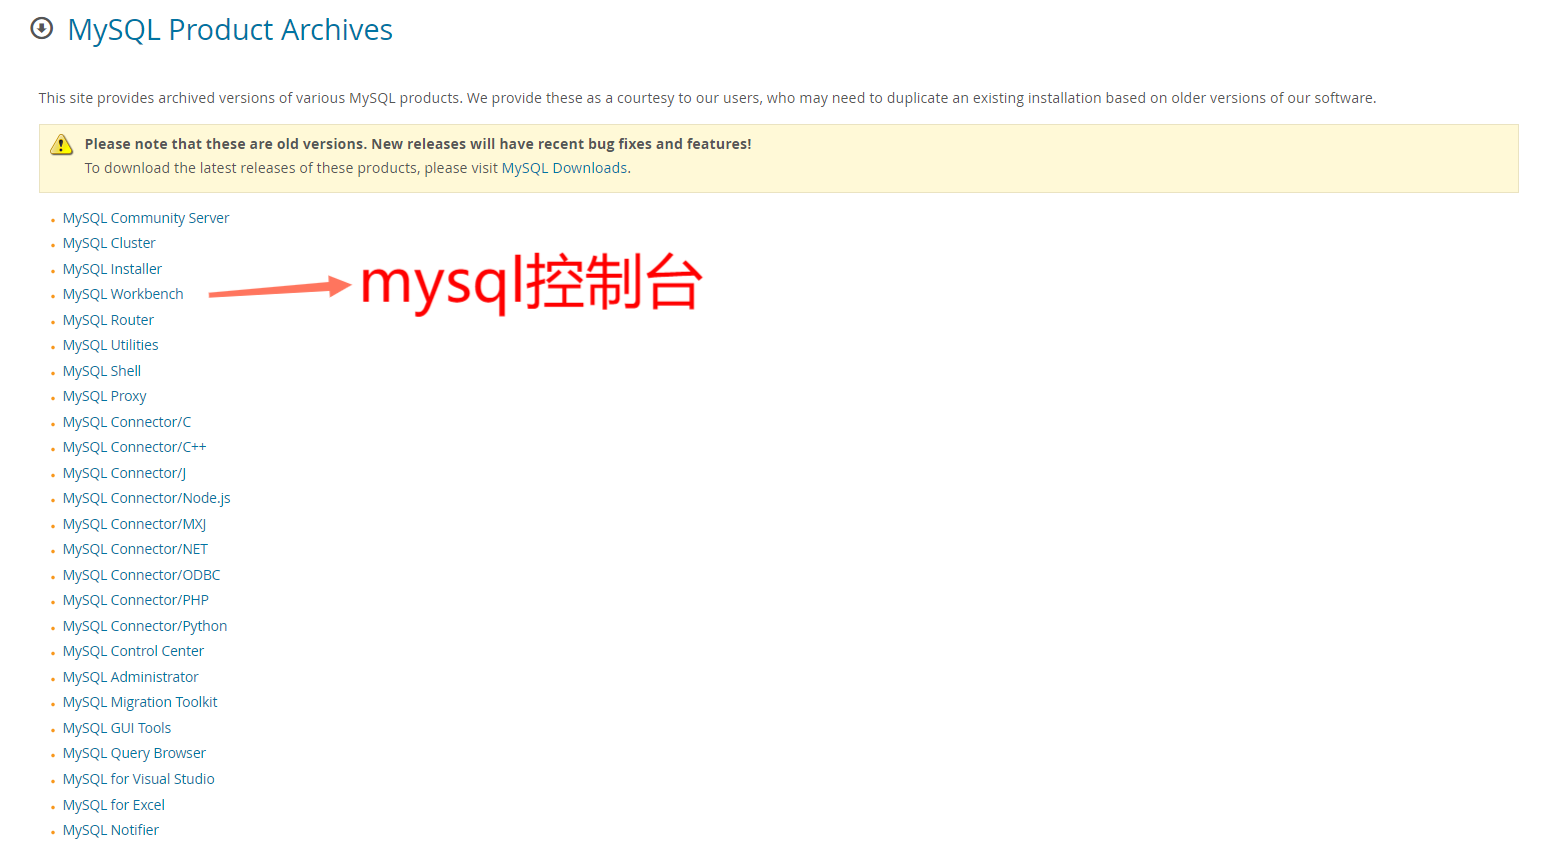 MySQL Product Archives
This site provides archived versions of various MySQL products. We provide these as a courtesy to our users, who may need to duplicate an existing installation based on older versions of our software.
Please note that these are old versions. New releases will have recent bug fixes and features!
To download the latest releases of these products, please visit MySQL Downloads.
MySQL Community Server
MySQL Cluster
MySQL Installer
MySQL Workbench
mysql控制台
MySQL Router
MySQL Utilities
MySQL Shell
MySQL Proxy
MySQL Connector/C
MySQL Connector/C++
MySQL Connector/J
MySQL Connector/Node.js
MySQL Connector/MXJ
MySQL Connector/NET
MySQL Connector/ODBC
MySQL Connector/PHP
MySQL Connector/Python
MySQL Control Center
MySQL Administrator
MySQL Migration Toolkit
MySQL GUI Tools
MySQL Query Browser
MySQL for Visual Studio
MySQL for Excel
MySQL Notifier